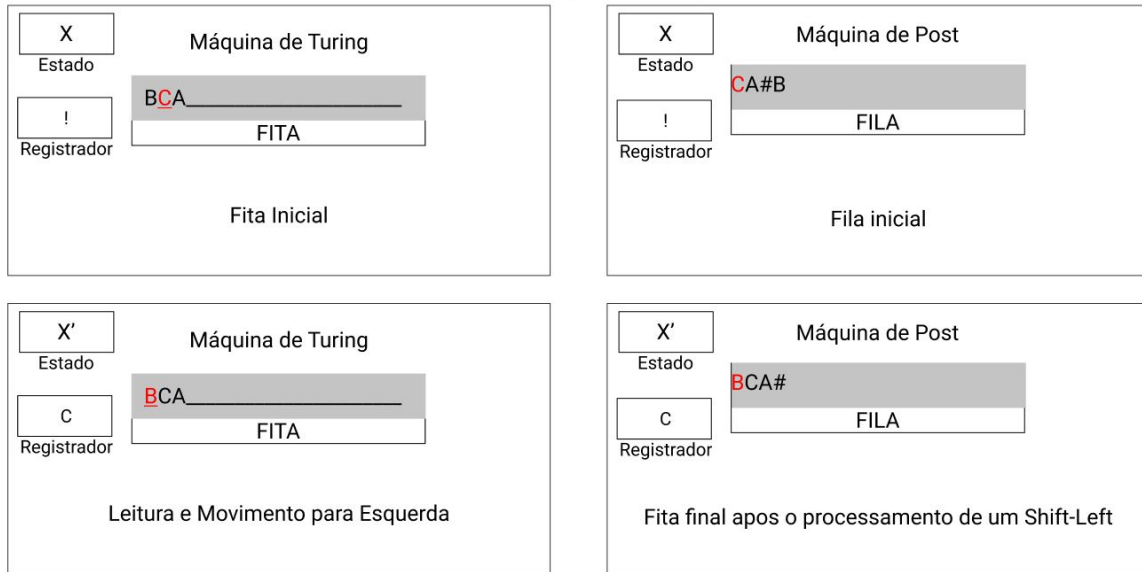 X
Estado
!
Registrador
Máquina de Turing
BCA____________________
FITA
Fita Inicial
X
Estado
!
Registrador
Máquina de Post
CA#B
FILA
Fila inicial
X’
Estado
C
Registrador
Máquina de Turing
BCA____________________
FITA
Leitura e Movimento para Esquerda
X’
Estado
C
Registrador
Máquina de Post
BCA#
FILA
Fita final apos o processamento de um Shift-Left